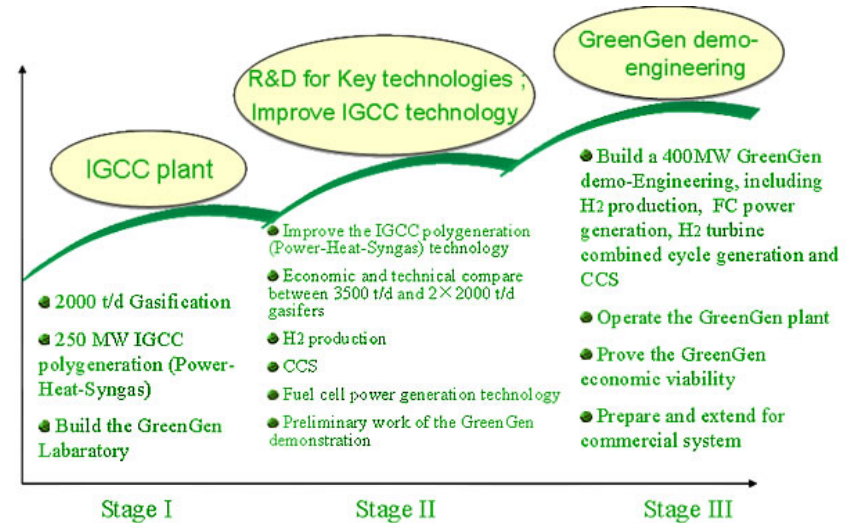 IGCC plant
● 2000 t/d Gasification
● 250 MW IGCC
polygeneration (Power-
Heat-Syngas)
● Build the GreenGen
Labaratory
Stage I
R&D for Key technologies ;
Improve IGCC technology
● Improve the IGCC polygeneration
(Power-Heat-Syngas) technology
● Economic and technical compare
between 3500 t/d and 2×2000 t/d
gasifers
● H2 production
● CCS
● Fuel cell power generation technology
● Preliminary work of the GreenGen
demonstration
Stage II
GreenGen demo-
engineering
● Build a 400MW GreenGen
demo-Engineering, including
H2 production, FC power
generation, H2 turbine
combined cycle generation and
CCS
● Operate the GreenGen plant
● Prove the GreenGen
economic viability
● Prepare and extend for
commercial system
Stage III